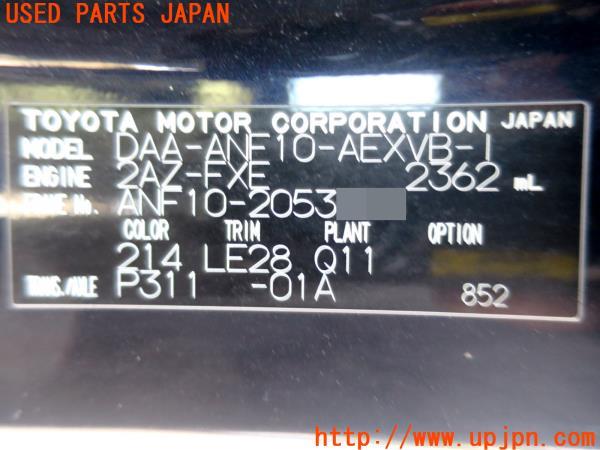 USED PARTS JAPAN
TOYOTA MOTOR CORPORATION JAPAN
MODEL DAA-ANF10-AEXVB-I
ENGINE 2AZ-FXE 2362 mL
FRAME No. ANF10-2053
COLOR TRIM PLANT OPTION
214 LE28 Q11
TRANS./AXLE P311 -01A 852
http://www.upjpn.com